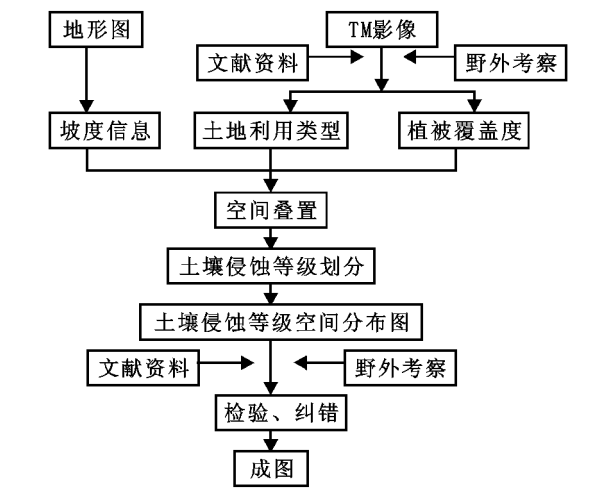 地形图
TM影像
文献资料
野外考察
坡度信息
土地利用类型
植被覆盖度
空间叠置
土壤侵蚀等级划分
土壤侵蚀等级空间分布图
文献资料
野外考察
检验、纠错
成图